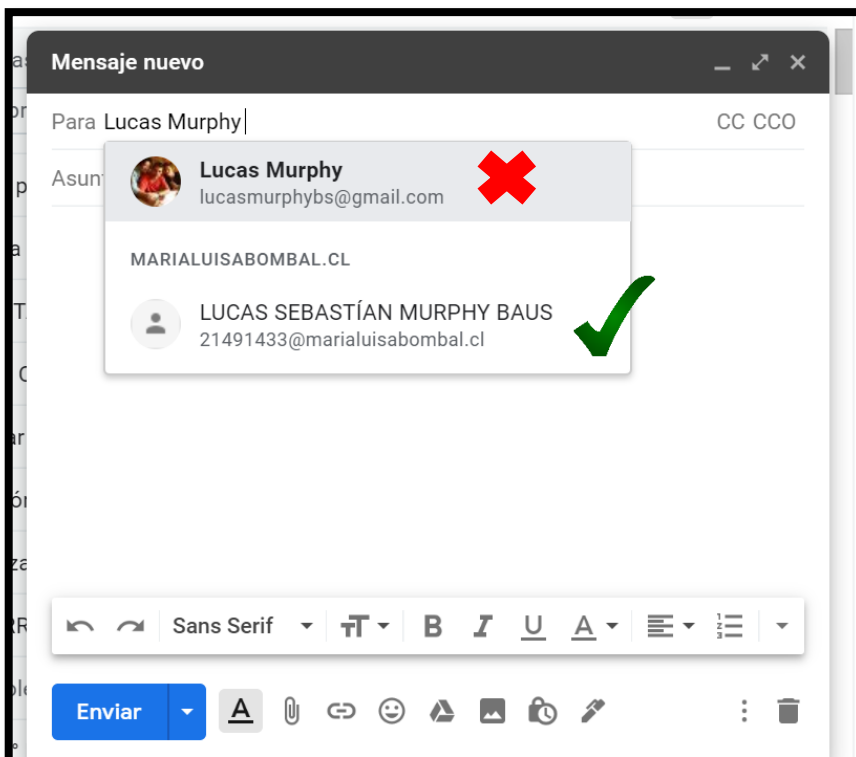 Mensaje nuevo
Para Lucas Murphy CC CCO
Lucas Murphy
lucasmurphybs@gmail.com
MARIALUISABOMBAL.CL
LUCAS SEBASTÍAN MURPHY BAUS
21491433@marialuisabombal.cl
Sans Serif
Enviar